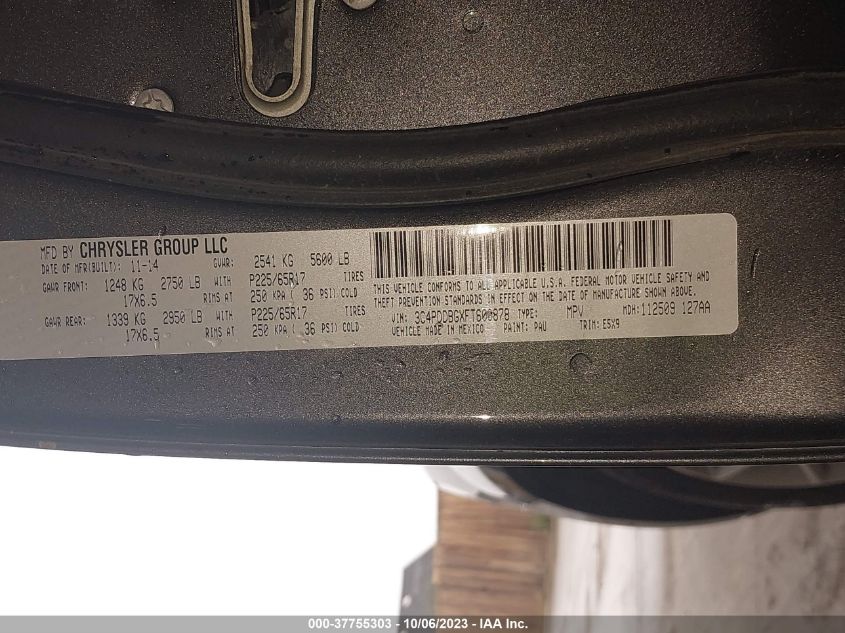 MFD BY CHRYSLER GROUP LLC
DATE OF MFR(BUILT): 11-14 GVWR: 2541 KG 5600 LB
GAWR FRONT: 1248 KG 2750 LB WITH P225/65R17 TIRES
17X6.5 RIMS AT 250 KPA ( 36 PSI) COLD
GAWR REAR: 1339 KG 2950 LB WITH P225/65R17 TIRES
17X6.5 RIMS AT 250 KPA ( 36 PSI) COLD
THIS VEHICLE CONFORMS TO ALL APPLICABLE U.S.A. FEDERAL MOTOR VEHICLE SAFETY AND
THEFT PREVENTION STANDARDS IN EFFECT ON THE DATE OF MANUFACTURE SHOWN ABOVE.
VIN: 3C4PDDBGXFT600878 TYPE: MPV MDH: 112509 127AA
VEHICLE MADE IN MEXICO PAINT: PAU TRIM: E5X9
000-37755303 - 10/06/2023 - IAA Inc.